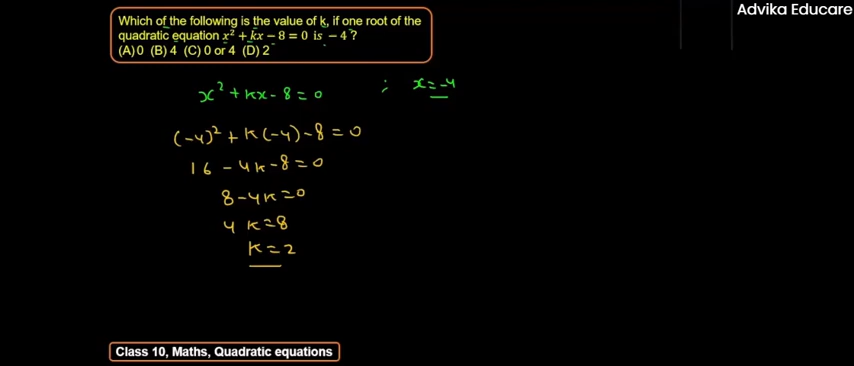 Advika Educare
Which of the following is the value of k, if one root of the
quadratic equation x² + kx − 8 = 0 is − 4 ?
(A) 0 (B) 4 (C) 0 or 4 (D) 2
x² + kx - 8 = 0 ; x = -4
(-4)² + k(-4) - 8 = 0
16 - 4k - 8 = 0
8 - 4k = 0
4k = 8
k = 2
Class 10, Maths, Quadratic equations